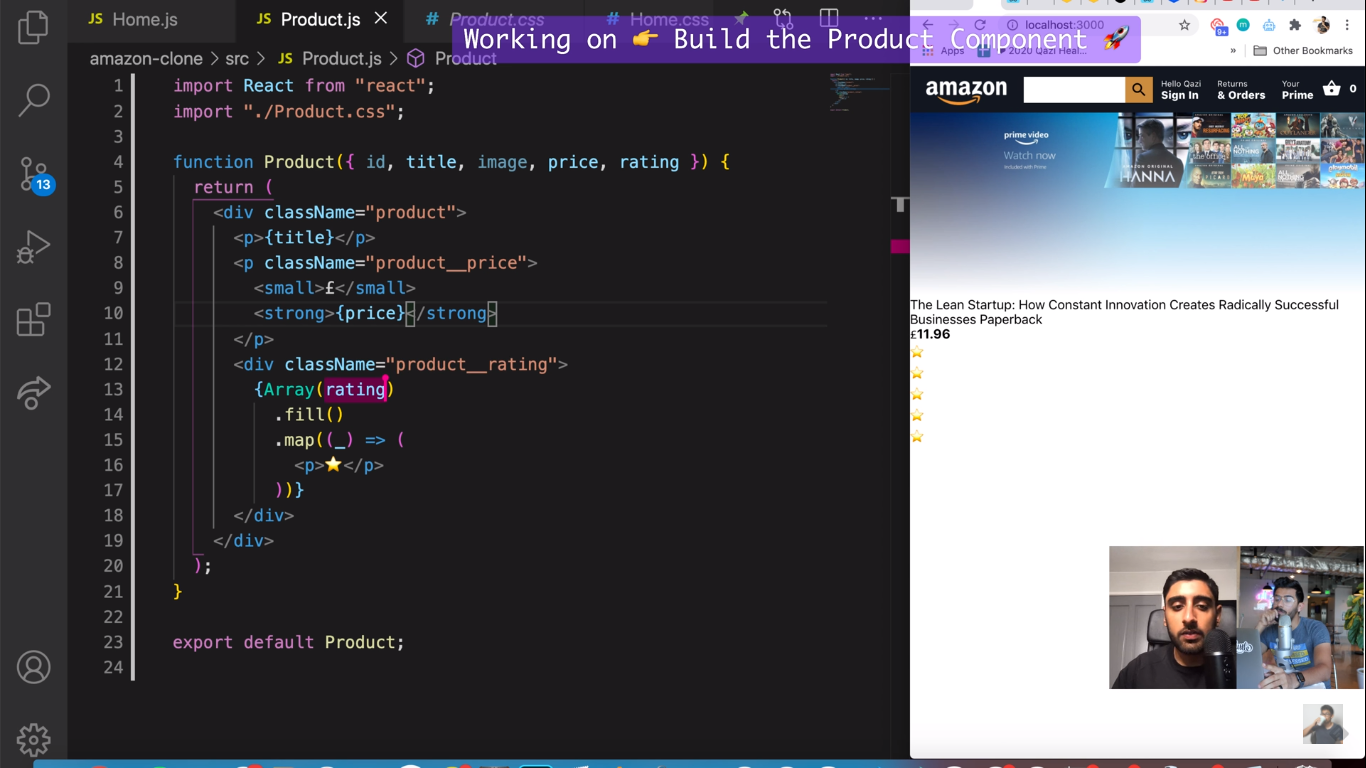 Home.js
Product.js
Product.css
Home.css
Working on 👉 Build the Product Component 🚀
localhost:3000
Apps
2020 Qazi Heal...
» Other Bookmarks
amazon-clone > src > JS Product.js > Product
1 import React from "react";
2 import "./Product.css";
3
4 function Product({ id, title, image, price, rating }) {
5 return (
6 <div className="product">
7 <p>{title}</p>
8 <p className="product__price">
9 <small>£</small>
10 <strong>{price}</strong>
11 </p>
12 <div className="product__rating">
13 {Array(rating)
14 .fill()
15 .map((_) => (
16 <p>⭐</p>
17 ))}
18 </div>
19 </div>
20 );
21 }
22
23 export default Product;
24
13
T
amazon
Hello Qazi
Sign In
Returns
& Orders
Your
Prime
0
prime video
Watch now
Included with Prime
AMAZON ORIGINAL
HANNA
the office
The Lean Startup: How Constant Innovation Creates Radically Successful
Businesses Paperback
£11.96